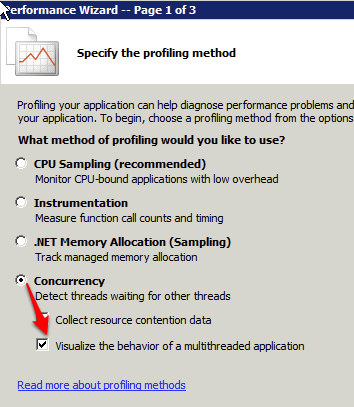 Performance Wizard -- Page 1 of 3
Specify the profiling method
Profiling your application can help diagnose performance problems and
your application. To begin, choose a profiling method from the options
What method of profiling would you like to use?
CPU Sampling (recommended)
Monitor CPU-bound applications with low overhead
Instrumentation
Measure function call counts and timing
.NET Memory Allocation (Sampling)
Track managed memory allocation
Concurrency
Detect threads waiting for other threads
Collect resource contention data
Visualize the behavior of a multithreaded application
Read more about profiling methods